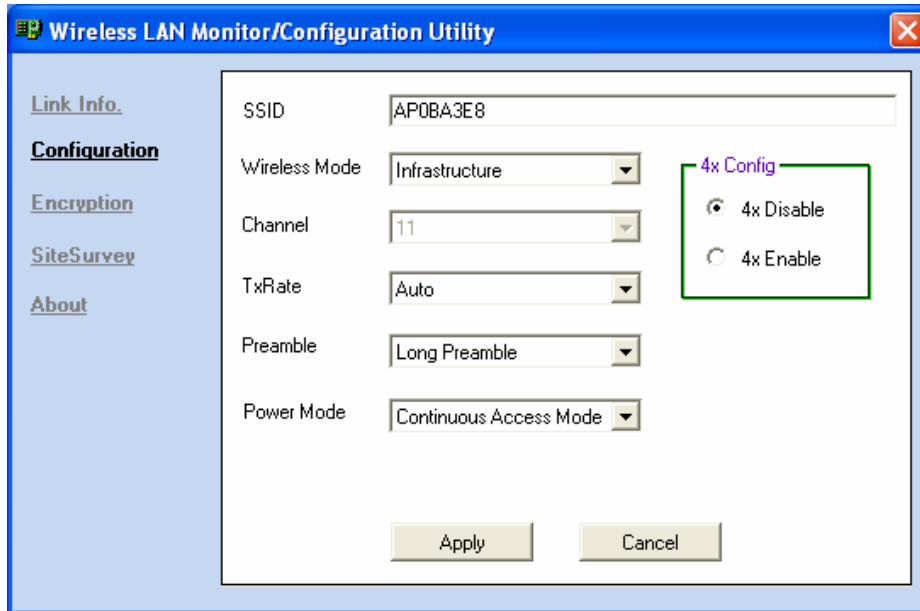 Wireless LAN Monitor/Configuration Utility
Link Info.
Configuration
Encryption
SiteSurvey
About
SSID AP0BA3E8
Wireless Mode Infrastructure
Channel 11
TxRate Auto
Preamble Long Preamble
Power Mode Continuous Access Mode
4x Config
4x Disable
4x Enable
Apply Cancel